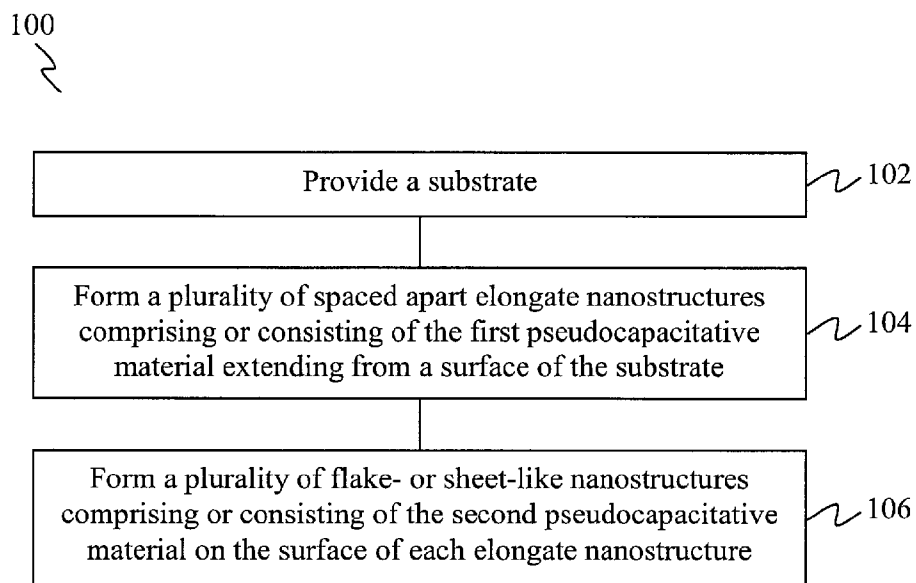 100
Provide a substrate
102
Form a plurality of spaced apart elongate nanostructures
comprising or consisting of the first pseudocapacitative
material extending from a surface of the substrate
104
Form a plurality of flake- or sheet-like nanostructures
comprising or consisting of the second pseudocapacitative
material on the surface of each elongate nanostructure
106